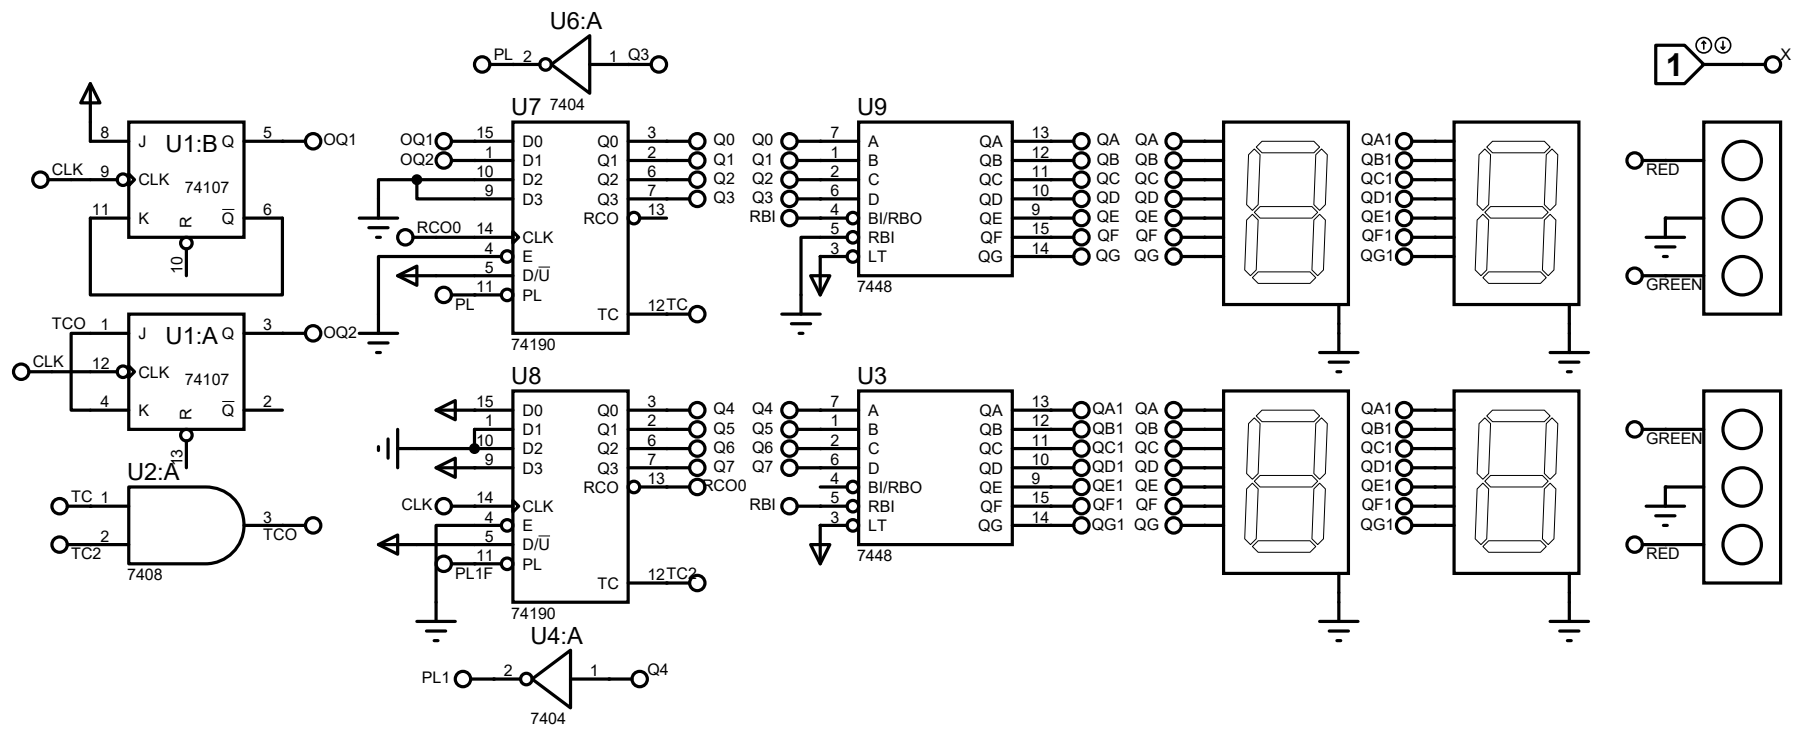 U6:A
PL 2 1 Q3
7404
1 X
8 J U1:B Q 5 OQ1
CLK 9 CLK
74107
11 K R Q 6
10
TCO 1 J U1:A Q 3 OQ2
CLK 12 CLK
74107
4 K R Q 2
13
U2:A
TC 1
3 TCO
2 TC2
7408
U7
OQ1 15 D0 Q0 3 Q0
OQ2 1 D1 Q1 2 Q1
10 D2 Q2 6 Q2
9 D3 Q3 7 Q3
RCO 13
RCO0 14 CLK
4 E
5 D/U
PL 11 PL
TC 12 TC
74190
U8
15 D0 Q0 3 Q4
1 D1 Q1 2 Q5
10 D2 Q2 6 Q6
9 D3 Q3 7 Q7
RCO 13 RCO0
CLK 14 CLK
4 E
5 D/U
PL1F 11 PL
TC 12 TC2
74190
U4:A
PL1 2 1 Q4
7404
U9
Q0 7 A QA 13 QA
Q1 1 B QB 12 QB
Q2 2 C QC 11 QC
Q3 6 D QD 10 QD
RBI 4 BI/RBO QE 9 QE
5 RBI QF 15 QF
3 LT QG 14 QG
7448
U3
Q4 7 A QA 13 QA1
Q5 1 B QB 12 QB1
Q6 2 C QC 11 QC1
Q7 6 D QD 10 QD1
4 BI/RBO QE 9 QE1
RBI 5 RBI QF 15 QF1
3 LT QG 14 QG1
7448
QA QA1
QB QB1
QC QC1
QD QD1
QE QE1
QF QF1
QG QG1
RED
GREEN
QA QA1
QB QB1
QC QC1
QD QD1
QE QE1
QF QF1
QG QG1
GREEN
RED